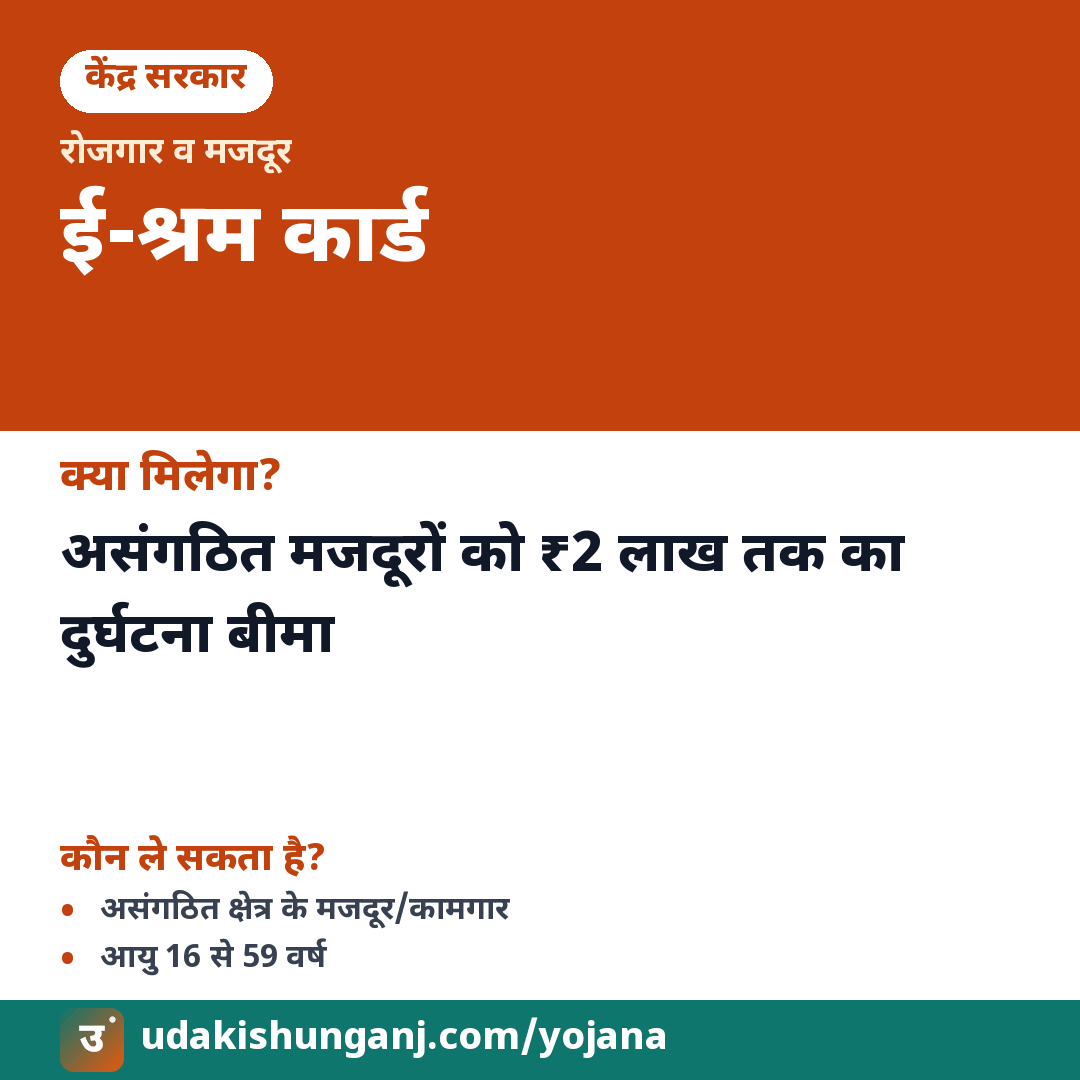 केंद्र सरकार
रोजगार व मजदूर
ई-श्रम कार्ड
क्या मिलेगा?
असंगठित मजदूरों को ₹2 लाख तक का
दुर्घटना बीमा
कौन ले सकता है?
• असंगठित क्षेत्र के मजदूर/कामगार
• आयु 16 से 59 वर्ष
उ udakishunganj.com/yojana